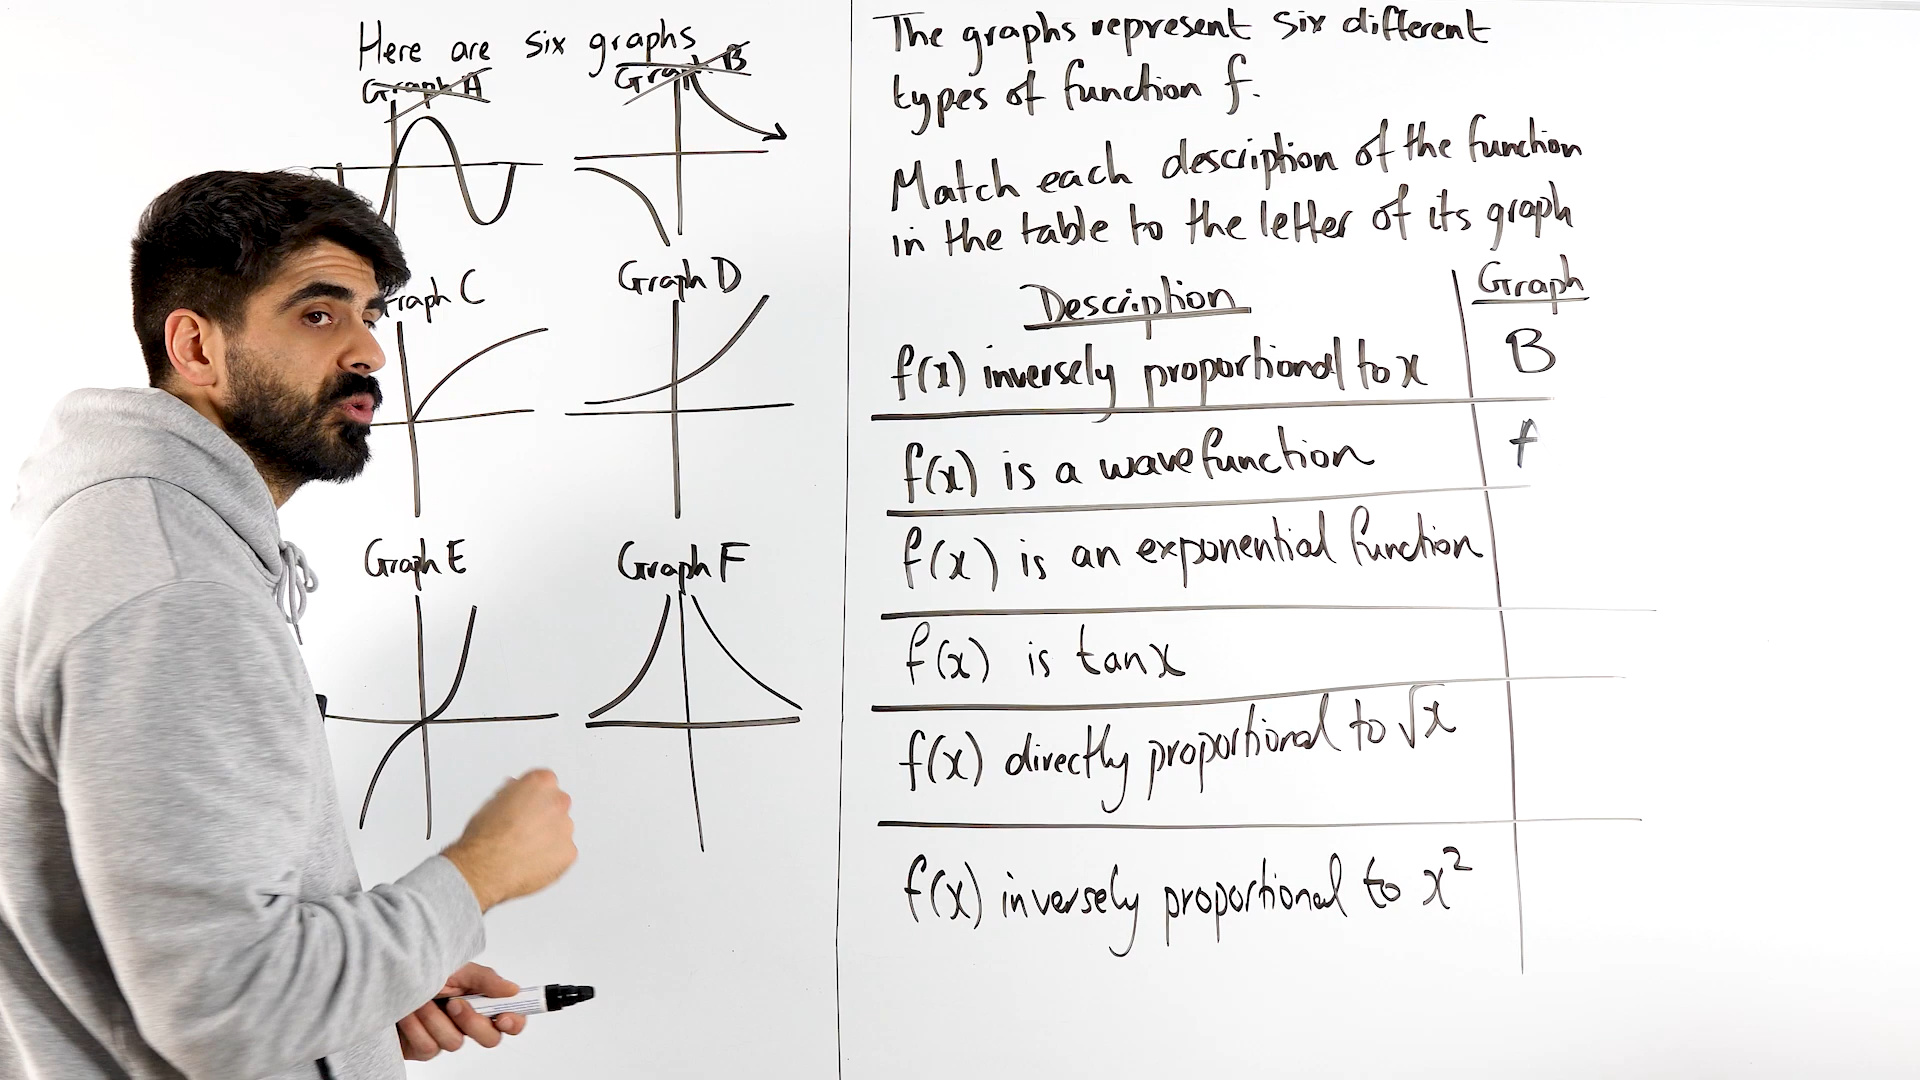 Here are six graphs
Graph A
Graph B
Graph C
Graph D
Graph E
Graph F
The graphs represent six different
types of function f.
Match each description of the function
in the table to the letter of its graph
Description
Graph
f(x) inversely proportional to x
B
f(x) is a wave function
f(x) is an exponential function
f(x) is tanx
f(x) directly proportional to √x
f(x) inversely proportional to x²